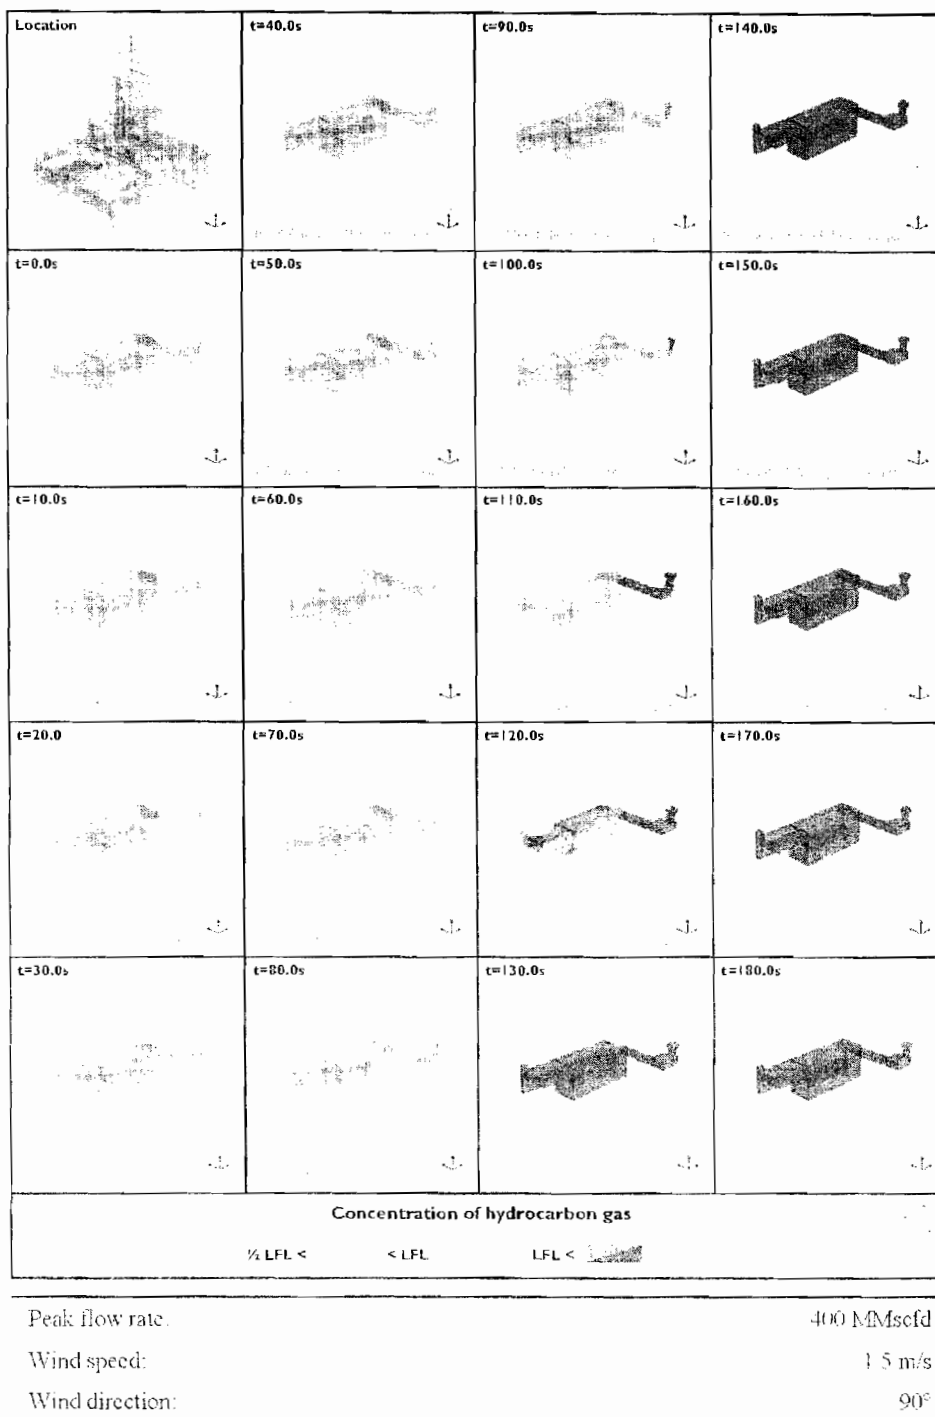 Location
t=40.0s
t=90.0s
t=140.0s
t=0.0s
t=50.0s
t=100.0s
t=150.0s
t=10.0s
t=60.0s
t=110.0s
t=160.0s
t=20.0
t=70.0s
t=120.0s
t=170.0s
t=30.0s
t=80.0s
t=130.0s
t=180.0s
Concentration of hydrocarbon gas
½ LFL < < LFL LFL <
Peak flow rate: 400 MMscfd
Wind speed: 1.5 m/s
Wind direction: 90°